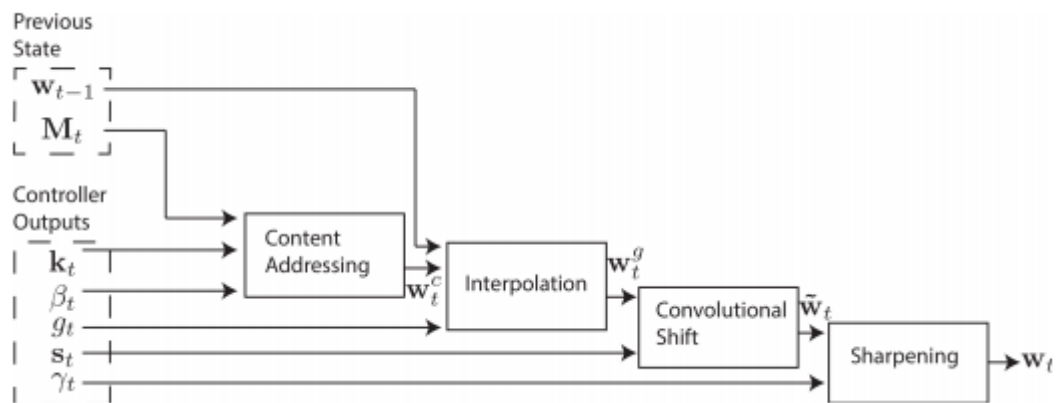 Previous
State
w_{t−1}
M_t
Controller
Outputs
k_t
β_t
g_t
s_t
γ_t
Content
Addressing
w_t^c
Interpolation
w_t^g
Convolutional
Shift
w̃_t
Sharpening
w_t